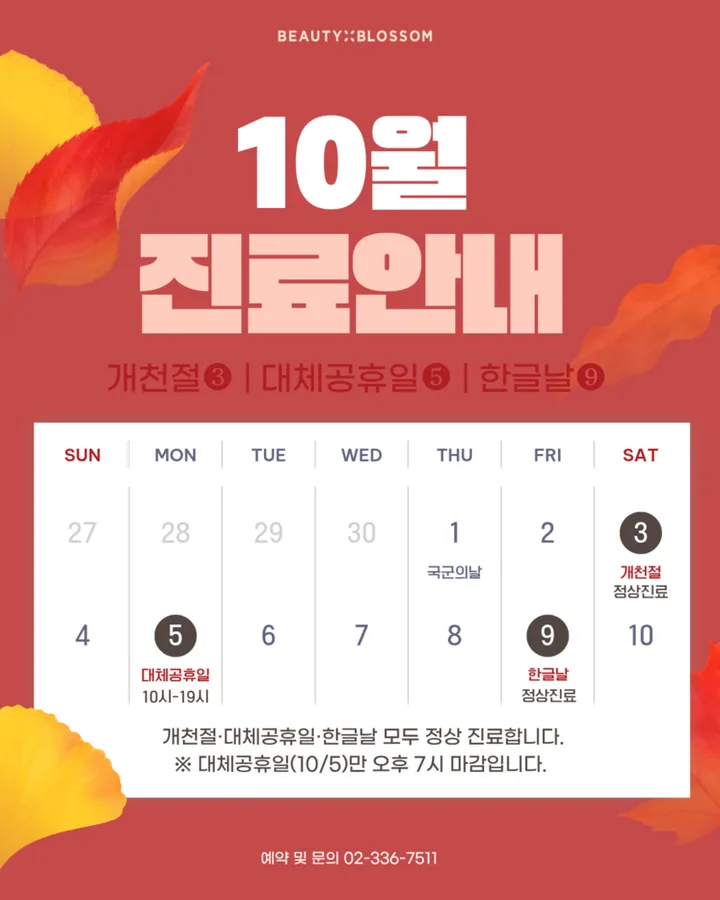 BEAUTY::BLOSSOM
10월
진료안내
개천절❸ | 대체공휴일❺ | 한글날❾
SUN MON TUE WED THU FRI SAT
27 28 29 30 1 2 3
국군의날 개천절
정상진료
4 5 6 7 8 9 10
대체공휴일 한글날
10시-19시 정상진료
개천절·대체공휴일·한글날 모두 정상 진료합니다.
※ 대체공휴일(10/5)만 오후 7시 마감입니다.
예약 및 문의 02-336-7511